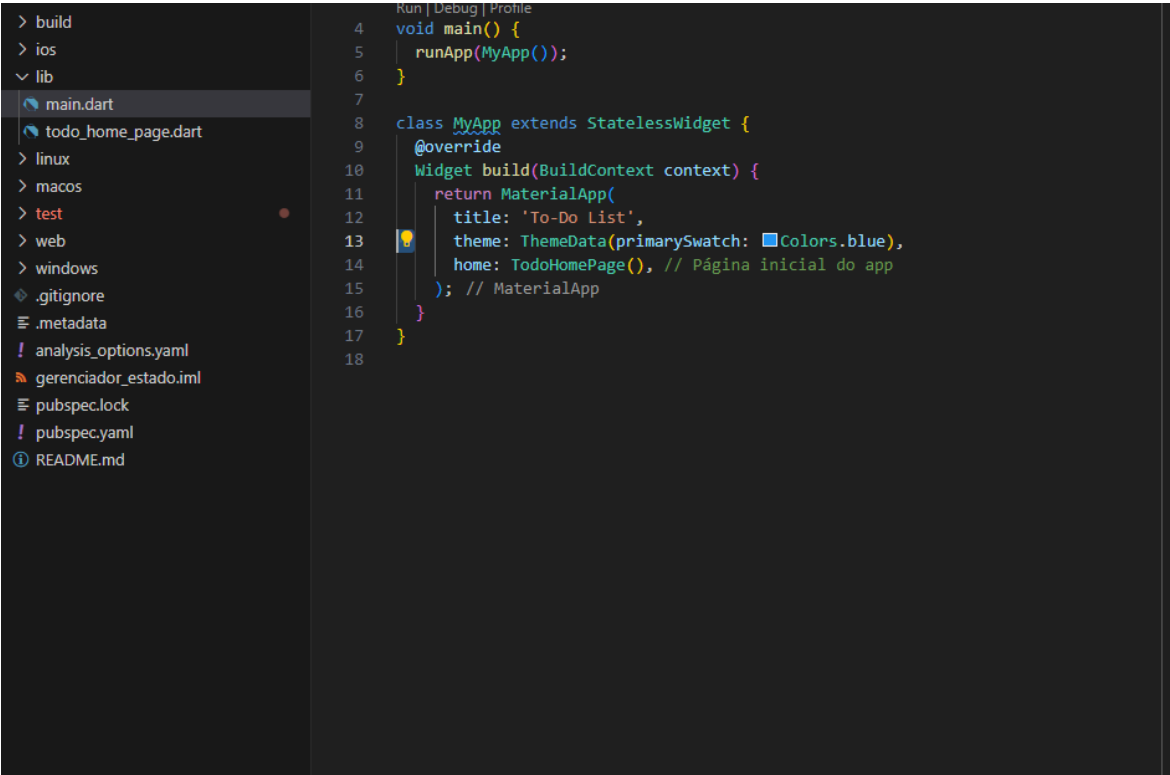 build
ios
lib
main.dart
todo_home_page.dart
linux
macos
test
web
windows
.gitignore
.metadata
analysis_options.yaml
gerenciador_estado.iml
pubspec.lock
pubspec.yaml
README.md
Run | Debug | Profile
4 void main() {
5   runApp(MyApp());
6 }
7
8 class MyApp extends StatelessWidget {
9   @override
10   Widget build(BuildContext context) {
11     return MaterialApp(
12       title: 'To-Do List',
13       theme: ThemeData(primarySwatch: Colors.blue),
14       home: TodoHomePage(), // Página inicial do app
15     ); // MaterialApp
16   }
17 }
18